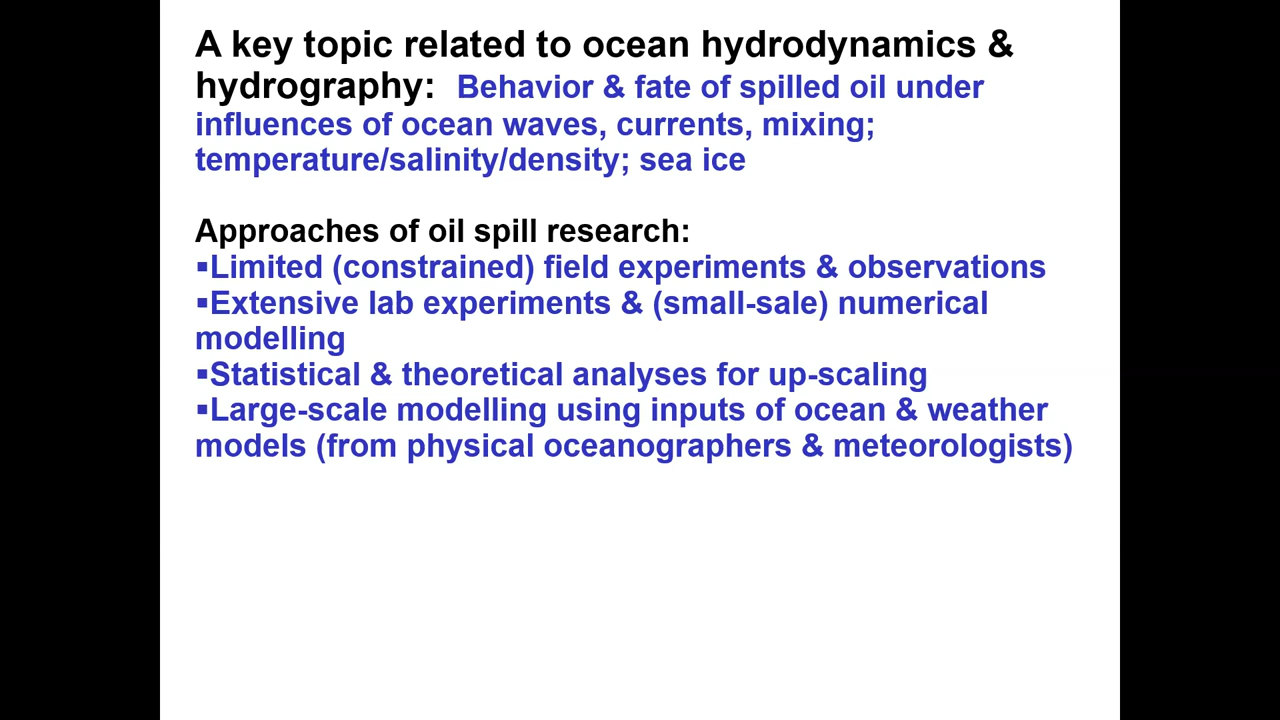 A key topic related to ocean hydrodynamics &
hydrography: Behavior & fate of spilled oil under
influences of ocean waves, currents, mixing;
temperature/salinity/density; sea ice
Approaches of oil spill research:
▪Limited (constrained) field experiments & observations
▪Extensive lab experiments & (small-sale) numerical
modelling
▪Statistical & theoretical analyses for up-scaling
▪Large-scale modelling using inputs of ocean & weather
models (from physical oceanographers & meteorologists)